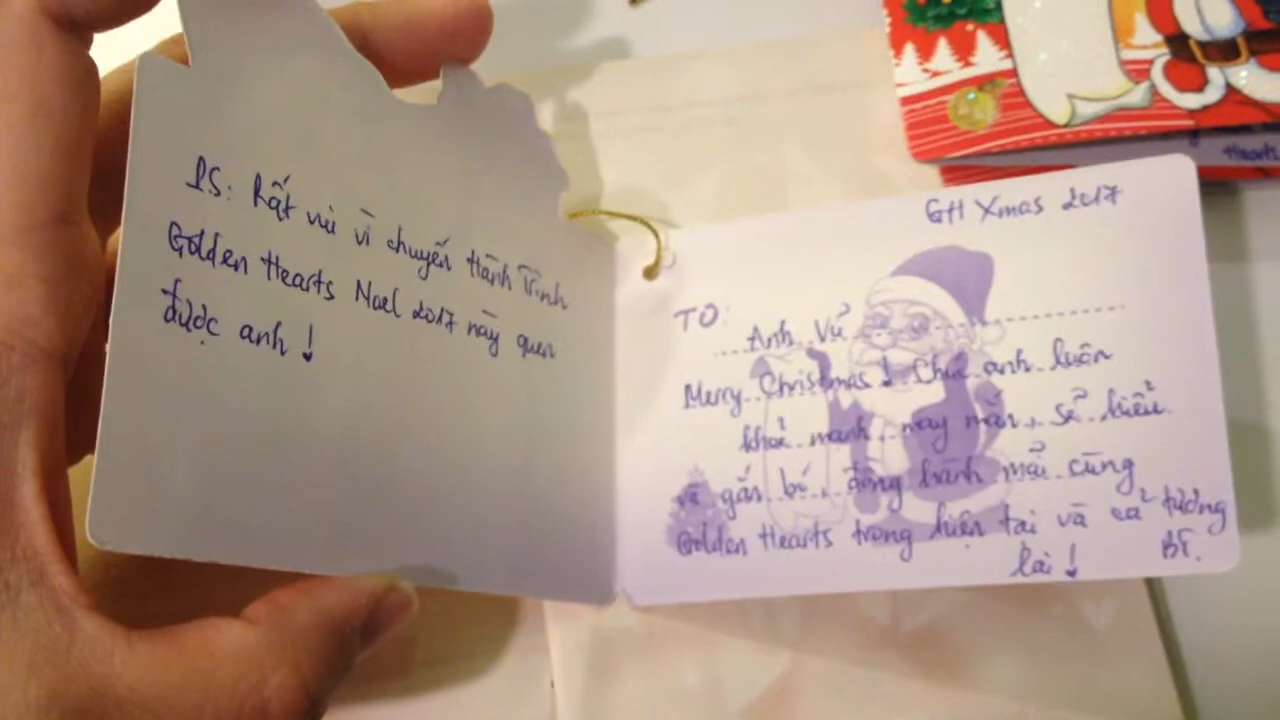 P.S: Rất vui vì chuyến Hành Trình
Golden Hearts Noel 2017 này quen
được anh!
GH Xmas 2017
TO:
Anh Vũ
Merry Christmas! Chúc anh luôn
khoẻ mạnh, may mắn, sẽ hiểu
và gắn bó, đồng hành mãi cùng
Golden Hearts trong hiện tại và cả tương
lai!
BT.
Hearts